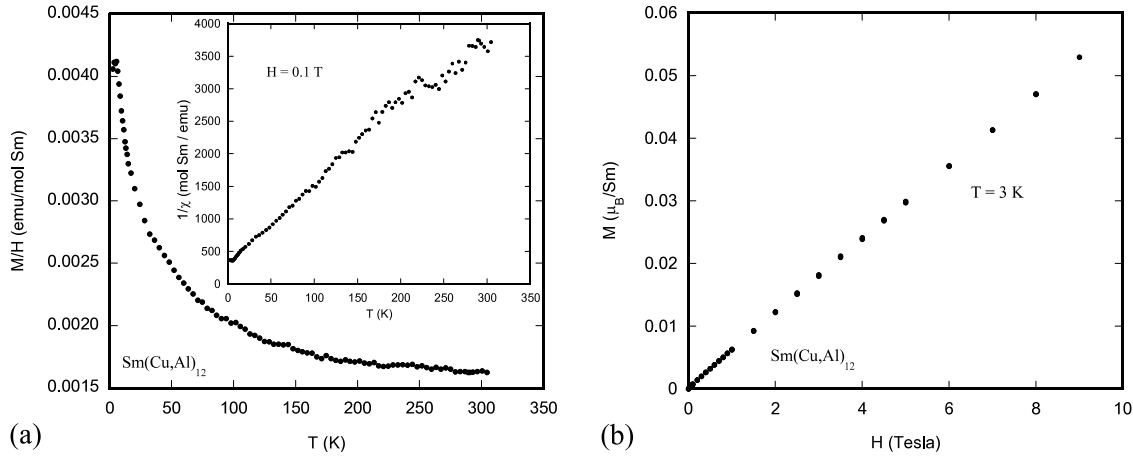 0.0045
0.0040
0.0035
0.0030
0.0025
0.0020
0.0015
M/H (emu/mol Sm)
0 50 100 150 200 250 300 350
T (K)
Sm(Cu,Al)₁₂
(a)
4000
3500
3000
2500
2000
1500
1000
500
0
1/χ (mol Sm / emu)
H = 0.1 T
0 50 100 150 200 250 300 350
T (K)
0.06
0.05
0.04
0.03
0.02
0.01
0
M (μ_B/Sm)
T = 3 K
Sm(Cu,Al)₁₂
0 2 4 6 8 10
H (Tesla)
(b)